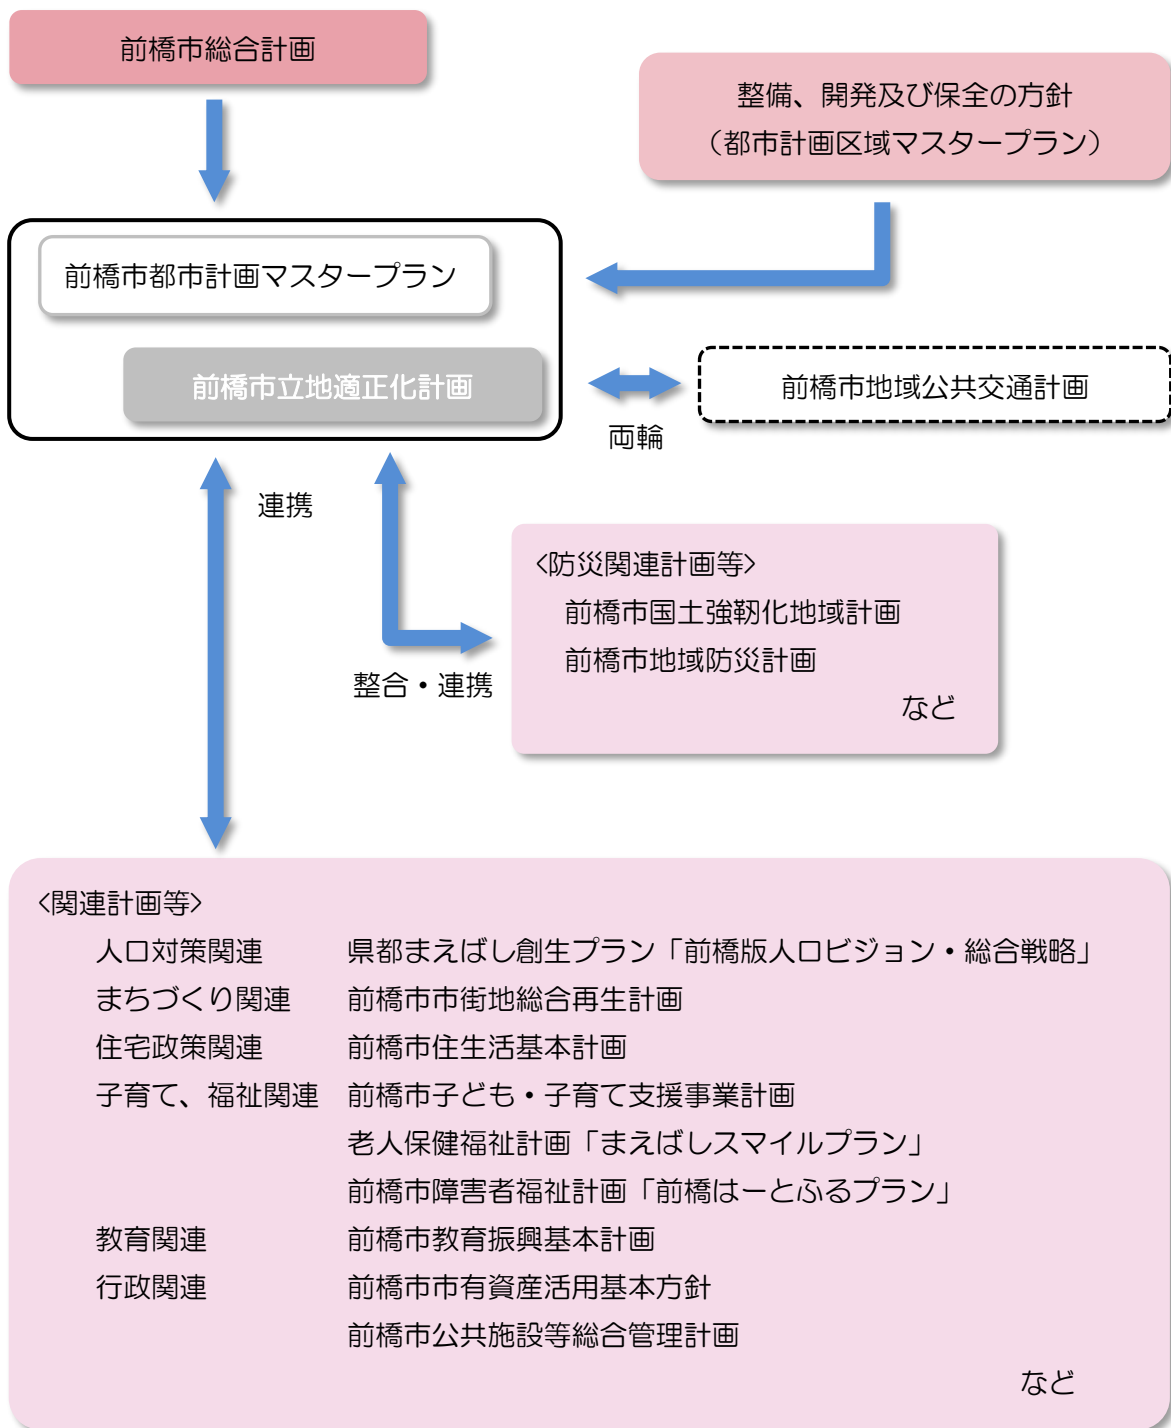 前橋市総合計画
整備、開発及び保全の方針
（都市計画区域マスタープラン）
前橋市都市計画マスタープラン
前橋市立地適正化計画
前橋市地域公共交通計画
両輪
連携
整合・連携
<防災関連計画等>
前橋市国土強靭化地域計画
前橋市地域防災計画
など
<関連計画等>
人口対策関連 県都まえばし創生プラン「前橋版人口ビジョン・総合戦略」
まちづくり関連 前橋市市街地総合再生計画
住宅政策関連 前橋市住生活基本計画
子育て、福祉関連 前橋市子ども・子育て支援事業計画
老人保健福祉計画「まえばしスマイルプラン」
前橋市障害者福祉計画「前橋はーとふるプラン」
教育関連 前橋市教育振興基本計画
行政関連 前橋市市有資産活用基本方針
前橋市公共施設等総合管理計画
など